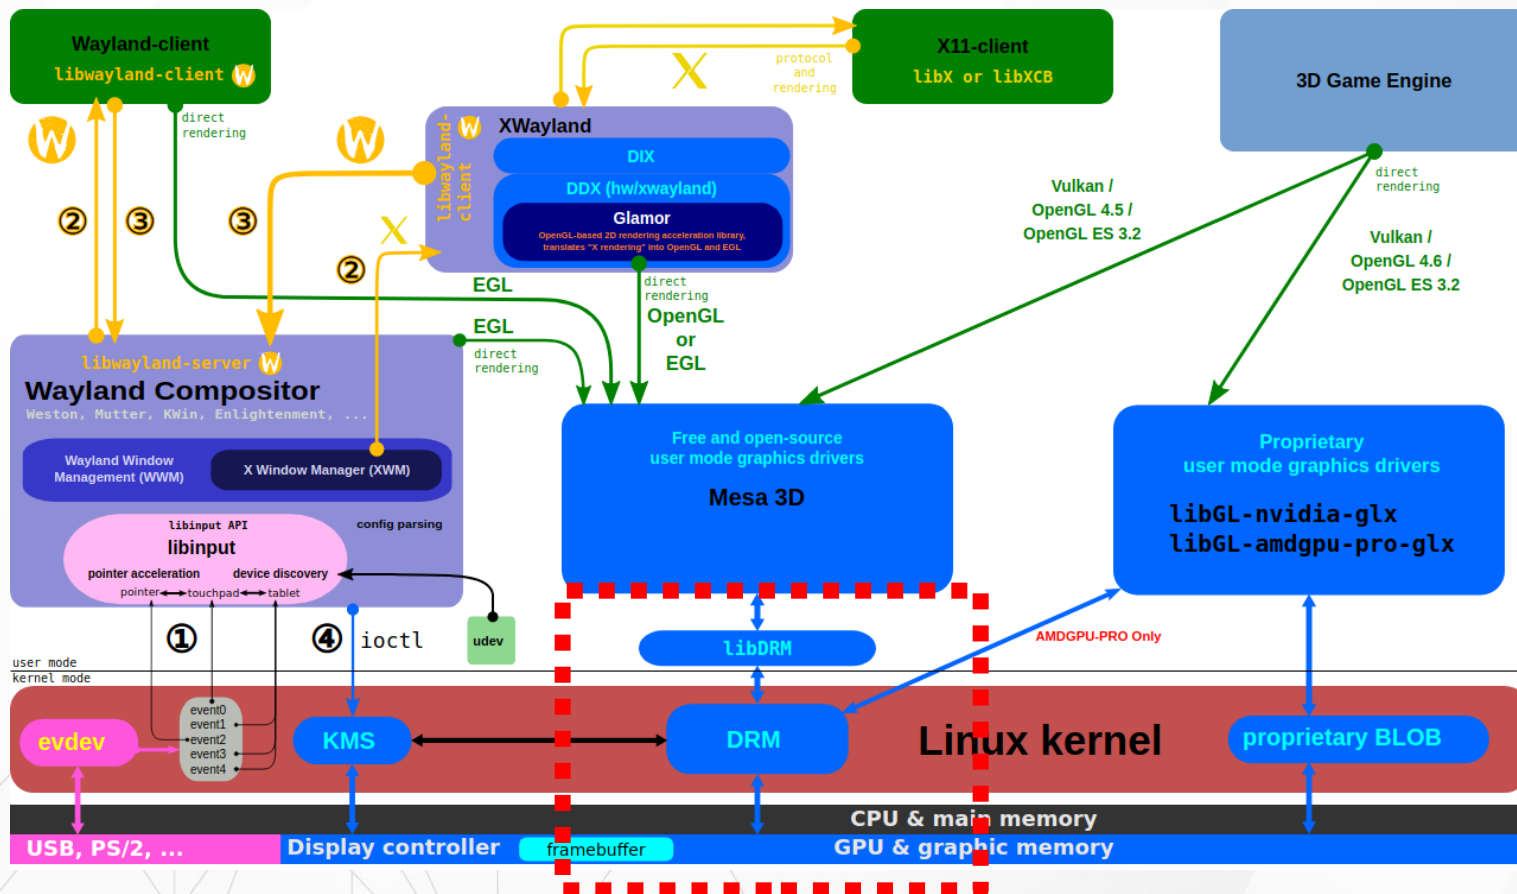 Wayland-client
libwayland-client
direct
rendering
②
③
③
②
X11-client
libX or libXCB
protocol
and
rendering
3D Game Engine
direct
rendering
XWayland
libwayland-
client
DIX
DDX (hw/xwayland)
Glamor
OpenGL-based 2D rendering acceleration library,
translates "X rendering" into OpenGL and EGL
Vulkan /
OpenGL 4.5 /
OpenGL ES 3.2
Vulkan /
OpenGL 4.6 /
OpenGL ES 3.2
EGL
direct
rendering
OpenGL
or
EGL
EGL
direct
rendering
libwayland-server
Wayland Compositor
Weston, Mutter, KWin, Enlightenment, ...
Wayland Window
Management (WWM)
X Window Manager (XWM)
libinput API
libinput
config parsing
pointer acceleration
device discovery
pointer
touchpad
tablet
Free and open-source
user mode graphics drivers
Mesa 3D
Proprietary
user mode graphics drivers
libGL-nvidia-glx
libGL-amdgpu-pro-glx
①
④
ioctl
udev
libDRM
AMDGPU-PRO Only
user mode
kernel mode
evdev
event0
event1
event2
event3
event4
KMS
DRM
Linux kernel
proprietary BLOB
CPU & main memory
USB, PS/2, ...
Display controller
framebuffer
GPU & graphic memory